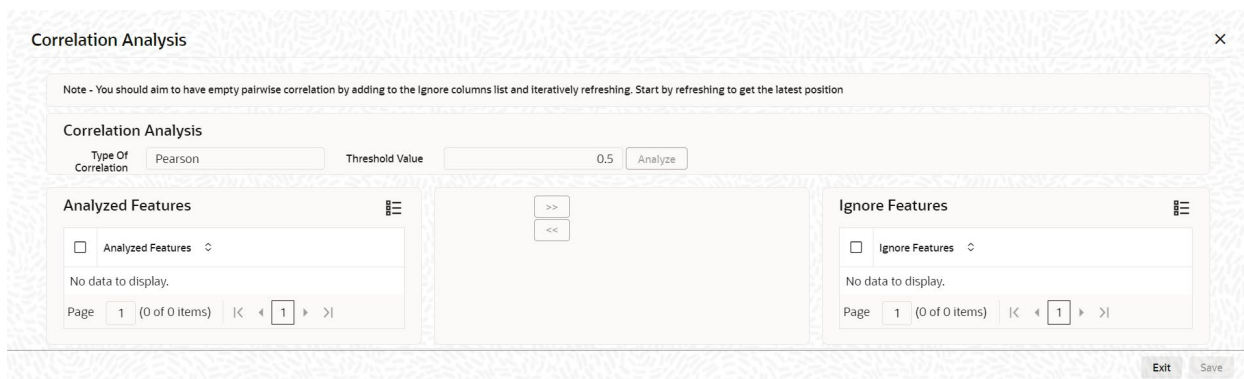 Correlation Analysis
Note - You should aim to have empty pairwise correlation by adding to the Ignore columns list and iteratively refreshing. Start by refreshing to get the latest position
Correlation Analysis
Type Of Correlation Pearson Threshold Value 0.5 Analyze
Analyzed Features
Analyzed Features
No data to display.
Page 1 (0 of 0 items) 1
>>
<<
Ignore Features
Ignore Features
No data to display.
Page 1 (0 of 0 items) 1
Exit Save